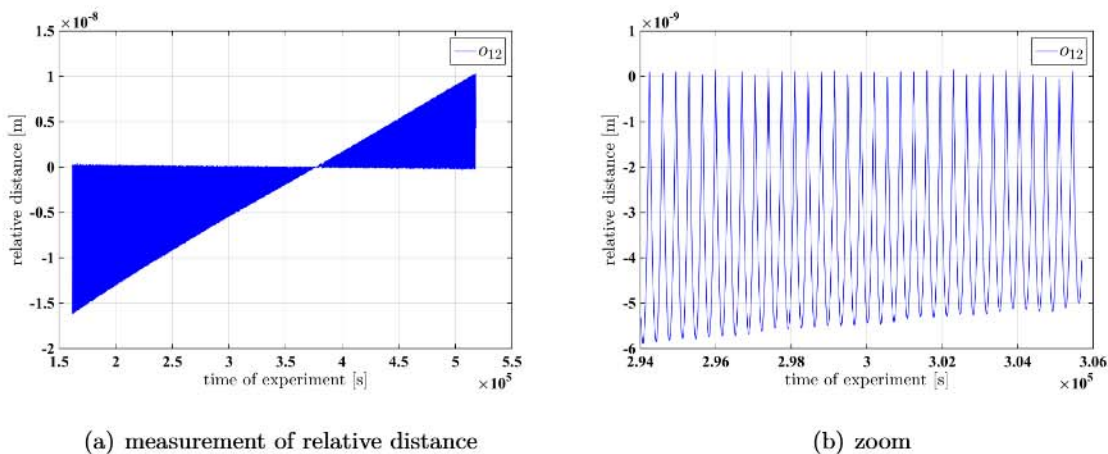 ×10⁻⁸
1.5
1
0.5
0
-0.5
-1
-1.5
-2
relative distance [m]
o₁₂
1.5 2 2.5 3 3.5 4 4.5 5 5.5
time of experiment [s]
×10⁵
(a) measurement of relative distance
×10⁻⁹
1
0
-1
-2
-3
-4
-5
-6
relative distance [m]
o₁₂
2.94 2.96 2.98 3 3.02 3.04 3.06
time of experiment [s]
×10⁵
(b) zoom